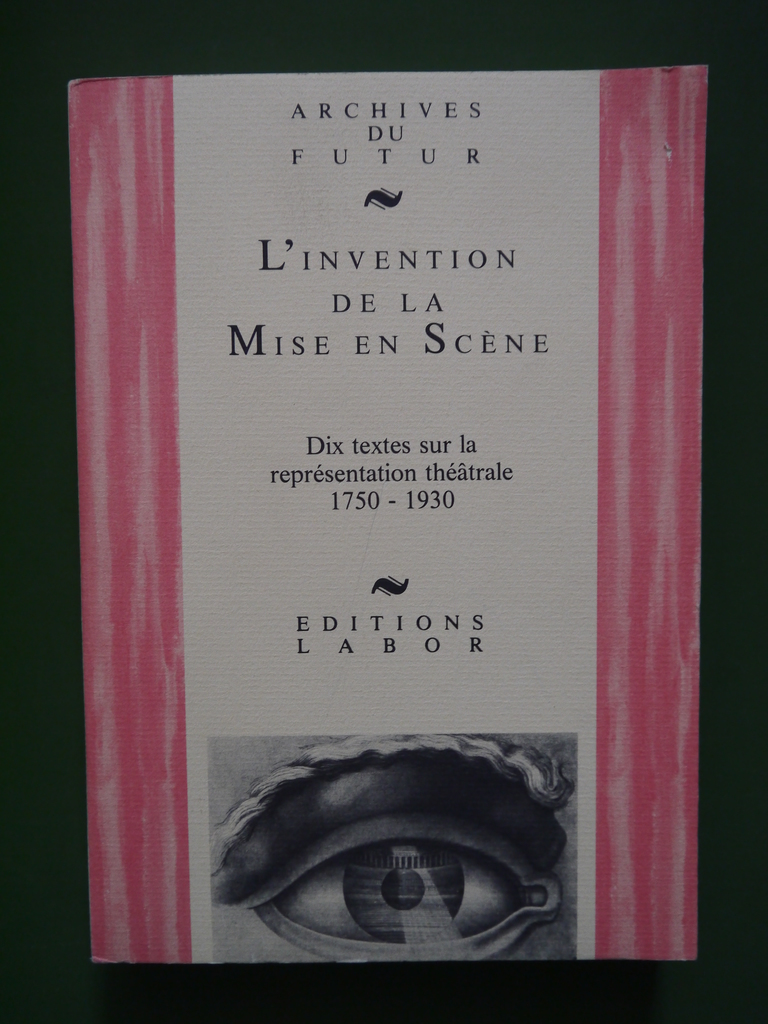 ARCHIVES
DU
FUTUR
L'INVENTION
DE LA
MISE EN SCÈNE
Dix textes sur la
représentation théâtrale
1750 - 1930
EDITIONS
LABOR